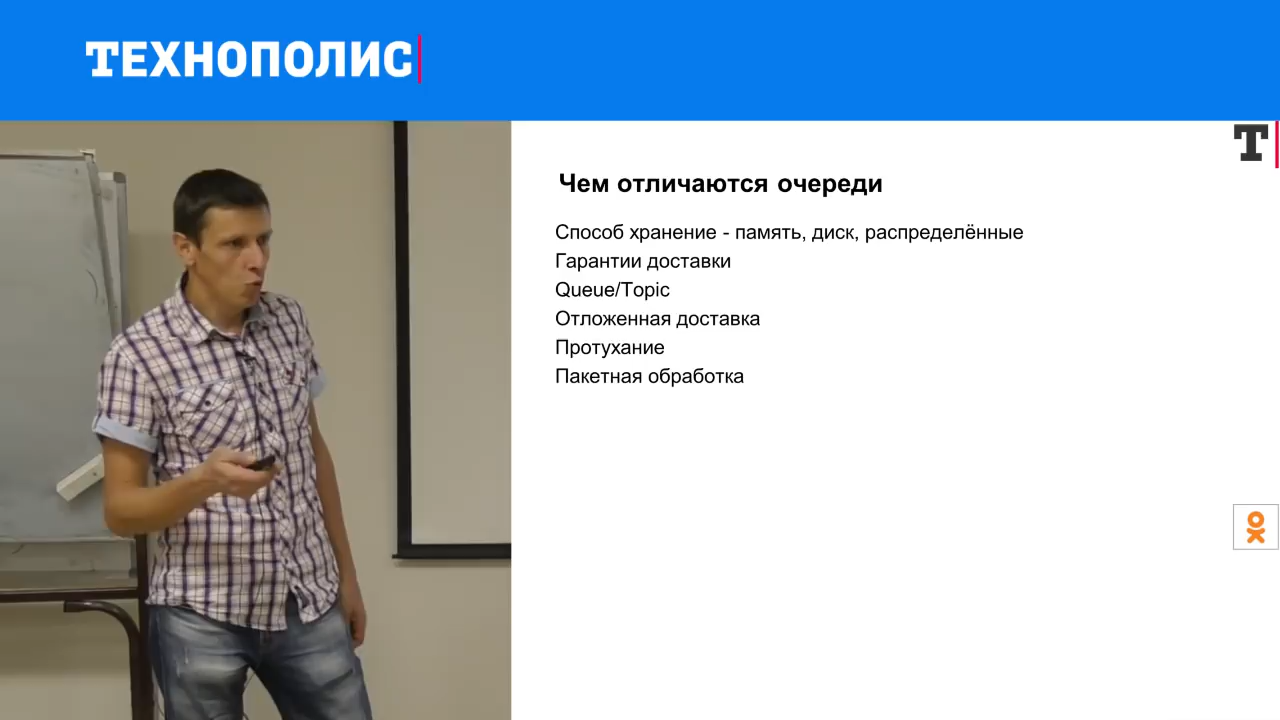 ТЕХНОПОЛИС
Т
Чем отличаются очереди
Способ хранение - память, диск, распределённые
Гарантии доставки
Queue/Topic
Отложенная доставка
Протухание
Пакетная обработка